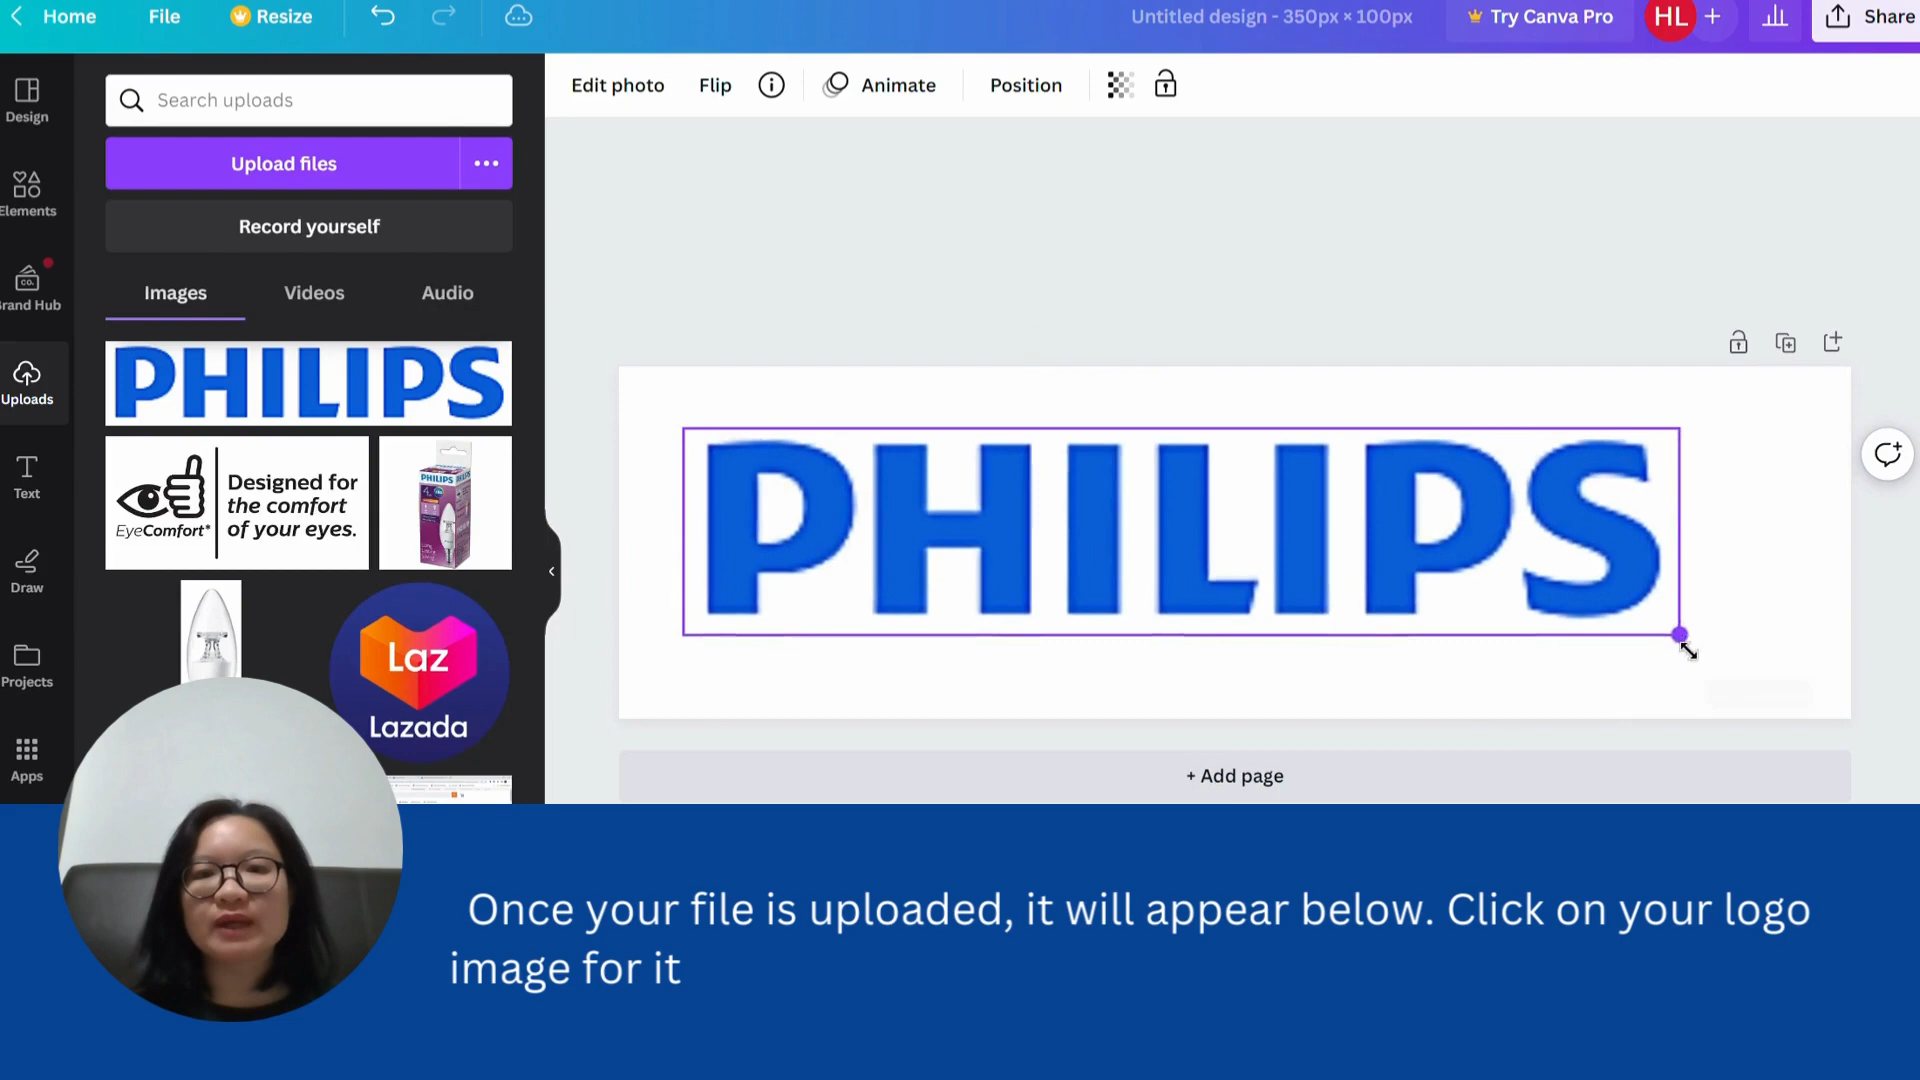 Home File Resize Untitled design - 350px × 100px Try Canva Pro HL + Share
Design
Elements
Brand Hub
Uploads
Text
Draw
Projects
Apps
Search uploads
Upload files
Record yourself
Images Videos Audio
PHILIPS
EyeComfort*
Designed for
the comfort
of your eyes.
PHILIPS
Laz
Lazada
Edit photo Flip Animate Position
PHILIPS
+ Add page
Once your file is uploaded, it will appear below. Click on your logo
image for it